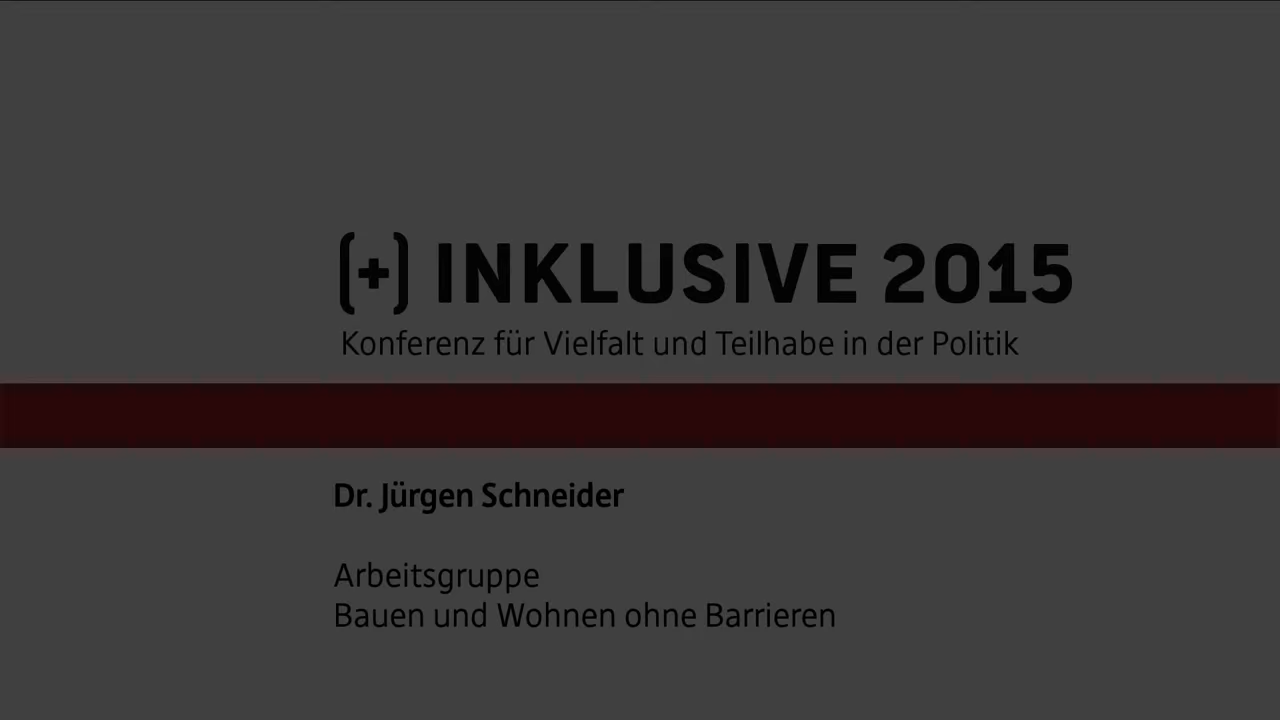 (+) INKLUSIVE 2015
Konferenz für Vielfalt und Teilhabe in der Politik
Dr. Jürgen Schneider
Arbeitsgruppe
Bauen und Wohnen ohne Barrieren